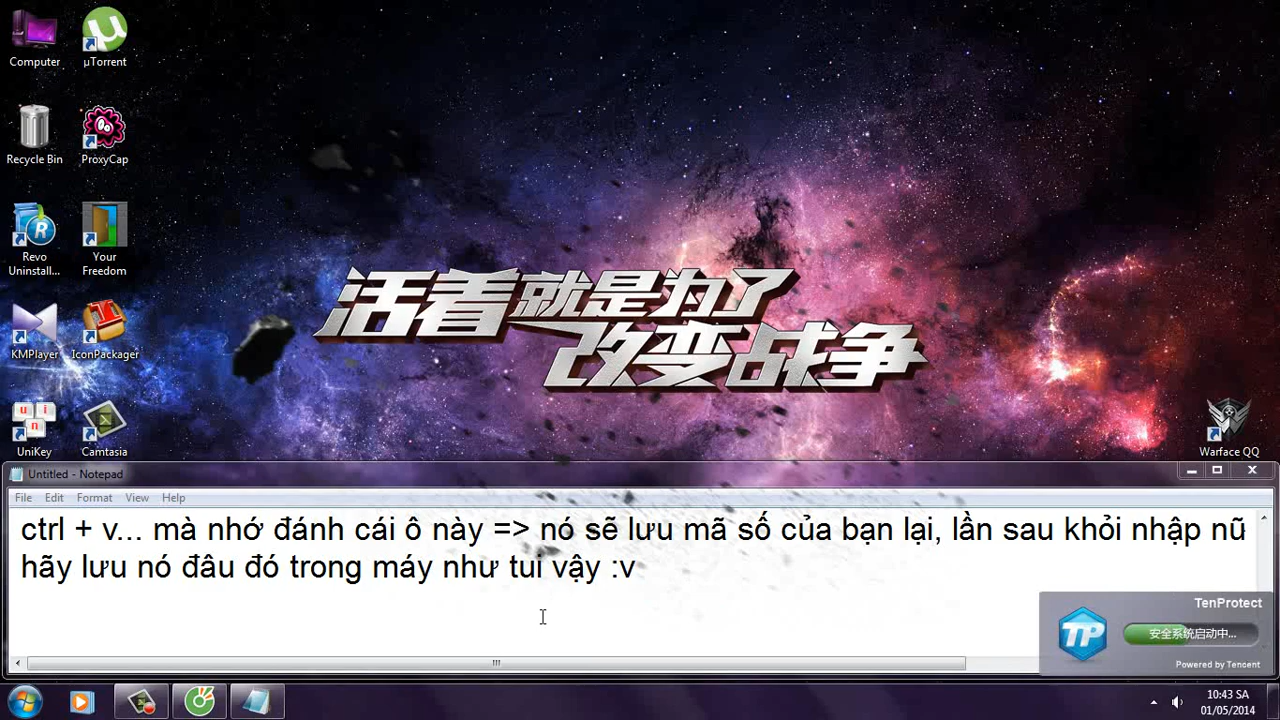 Computer
µTorrent
Recycle Bin
ProxyCap
Revo
Uninstall...
Your
Freedom
KMPlayer
IconPackager
UniKey
Camtasia
活着就是为了
改变战争
Warface QQ
Untitled - Notepad
File Edit Format View Help
ctrl + v... mà nhớ đánh cái ô này => nó sẽ lưu mã số của bạn lại, lần sau khỏi nhập nũ
hãy lưu nó đâu đó trong máy như tui vậy :v
TenProtect
TP
安全系统启动中...
Powered by Tencent
10:43 SA
01/05/2014